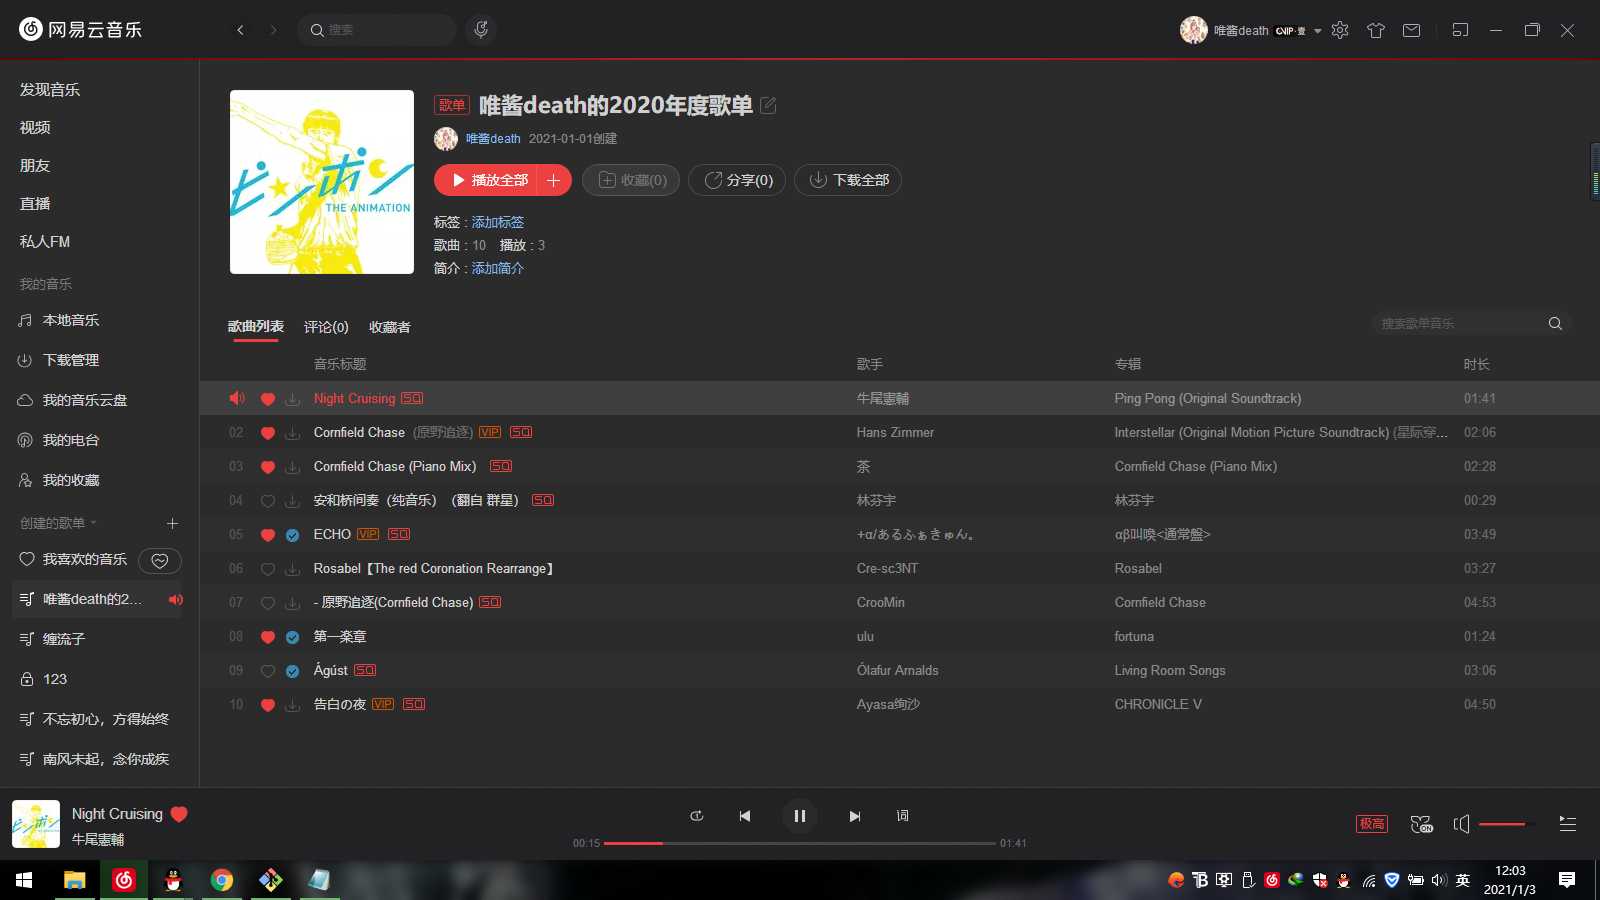 网易云音乐
搜索
唯酱death VIP·壹
发现音乐
视频
朋友
直播
私人FM
我的音乐
本地音乐
下载管理
我的音乐云盘
我的电台
我的收藏
创建的歌单
我喜欢的音乐
唯酱death的2...
缠流子
123
不忘初心，方得始终
南风未起，念你成疾
ピンポン
THE ANIMATION
歌单 唯酱death的2020年度歌单
唯酱death 2021-01-01创建
播放全部 + 收藏(0) 分享(0) 下载全部
标签：添加标签
歌曲：10 播放：3
简介：添加简介
歌曲列表 评论(0) 收藏者 搜索歌单音乐
音乐标题 歌手 专辑 时长
Night Cruising SQ 牛尾憲輔 Ping Pong (Original Soundtrack) 01:41
02 Cornfield Chase (原野追逐) VIP SQ Hans Zimmer Interstellar (Original Motion Picture Soundtrack) (星际穿... 02:06
03 Cornfield Chase (Piano Mix) SQ 茶 Cornfield Chase (Piano Mix) 02:28
04 安和桥间奏（纯音乐）（翻自 群星） SQ 林芬宇 林芬宇 00:29
05 ECHO VIP SQ +α/あるふぁきゅん。 αβ叫喚<通常盤> 03:49
06 Rosabel【The red Coronation Rearrange】 Cre-sc3NT Rosabel 03:27
07 - 原野追逐(Cornfield Chase) SQ CrooMin Cornfield Chase 04:53
08 第一楽章 ulu fortuna 01:24
09 Ágúst SQ Ólafur Arnalds Living Room Songs 03:06
10 告白の夜 VIP SQ Ayasa绚沙 CHRONICLE V 04:50
Night Cruising
牛尾憲輔
词
00:15 01:41
极高 ON
英
12:03
2021/1/3